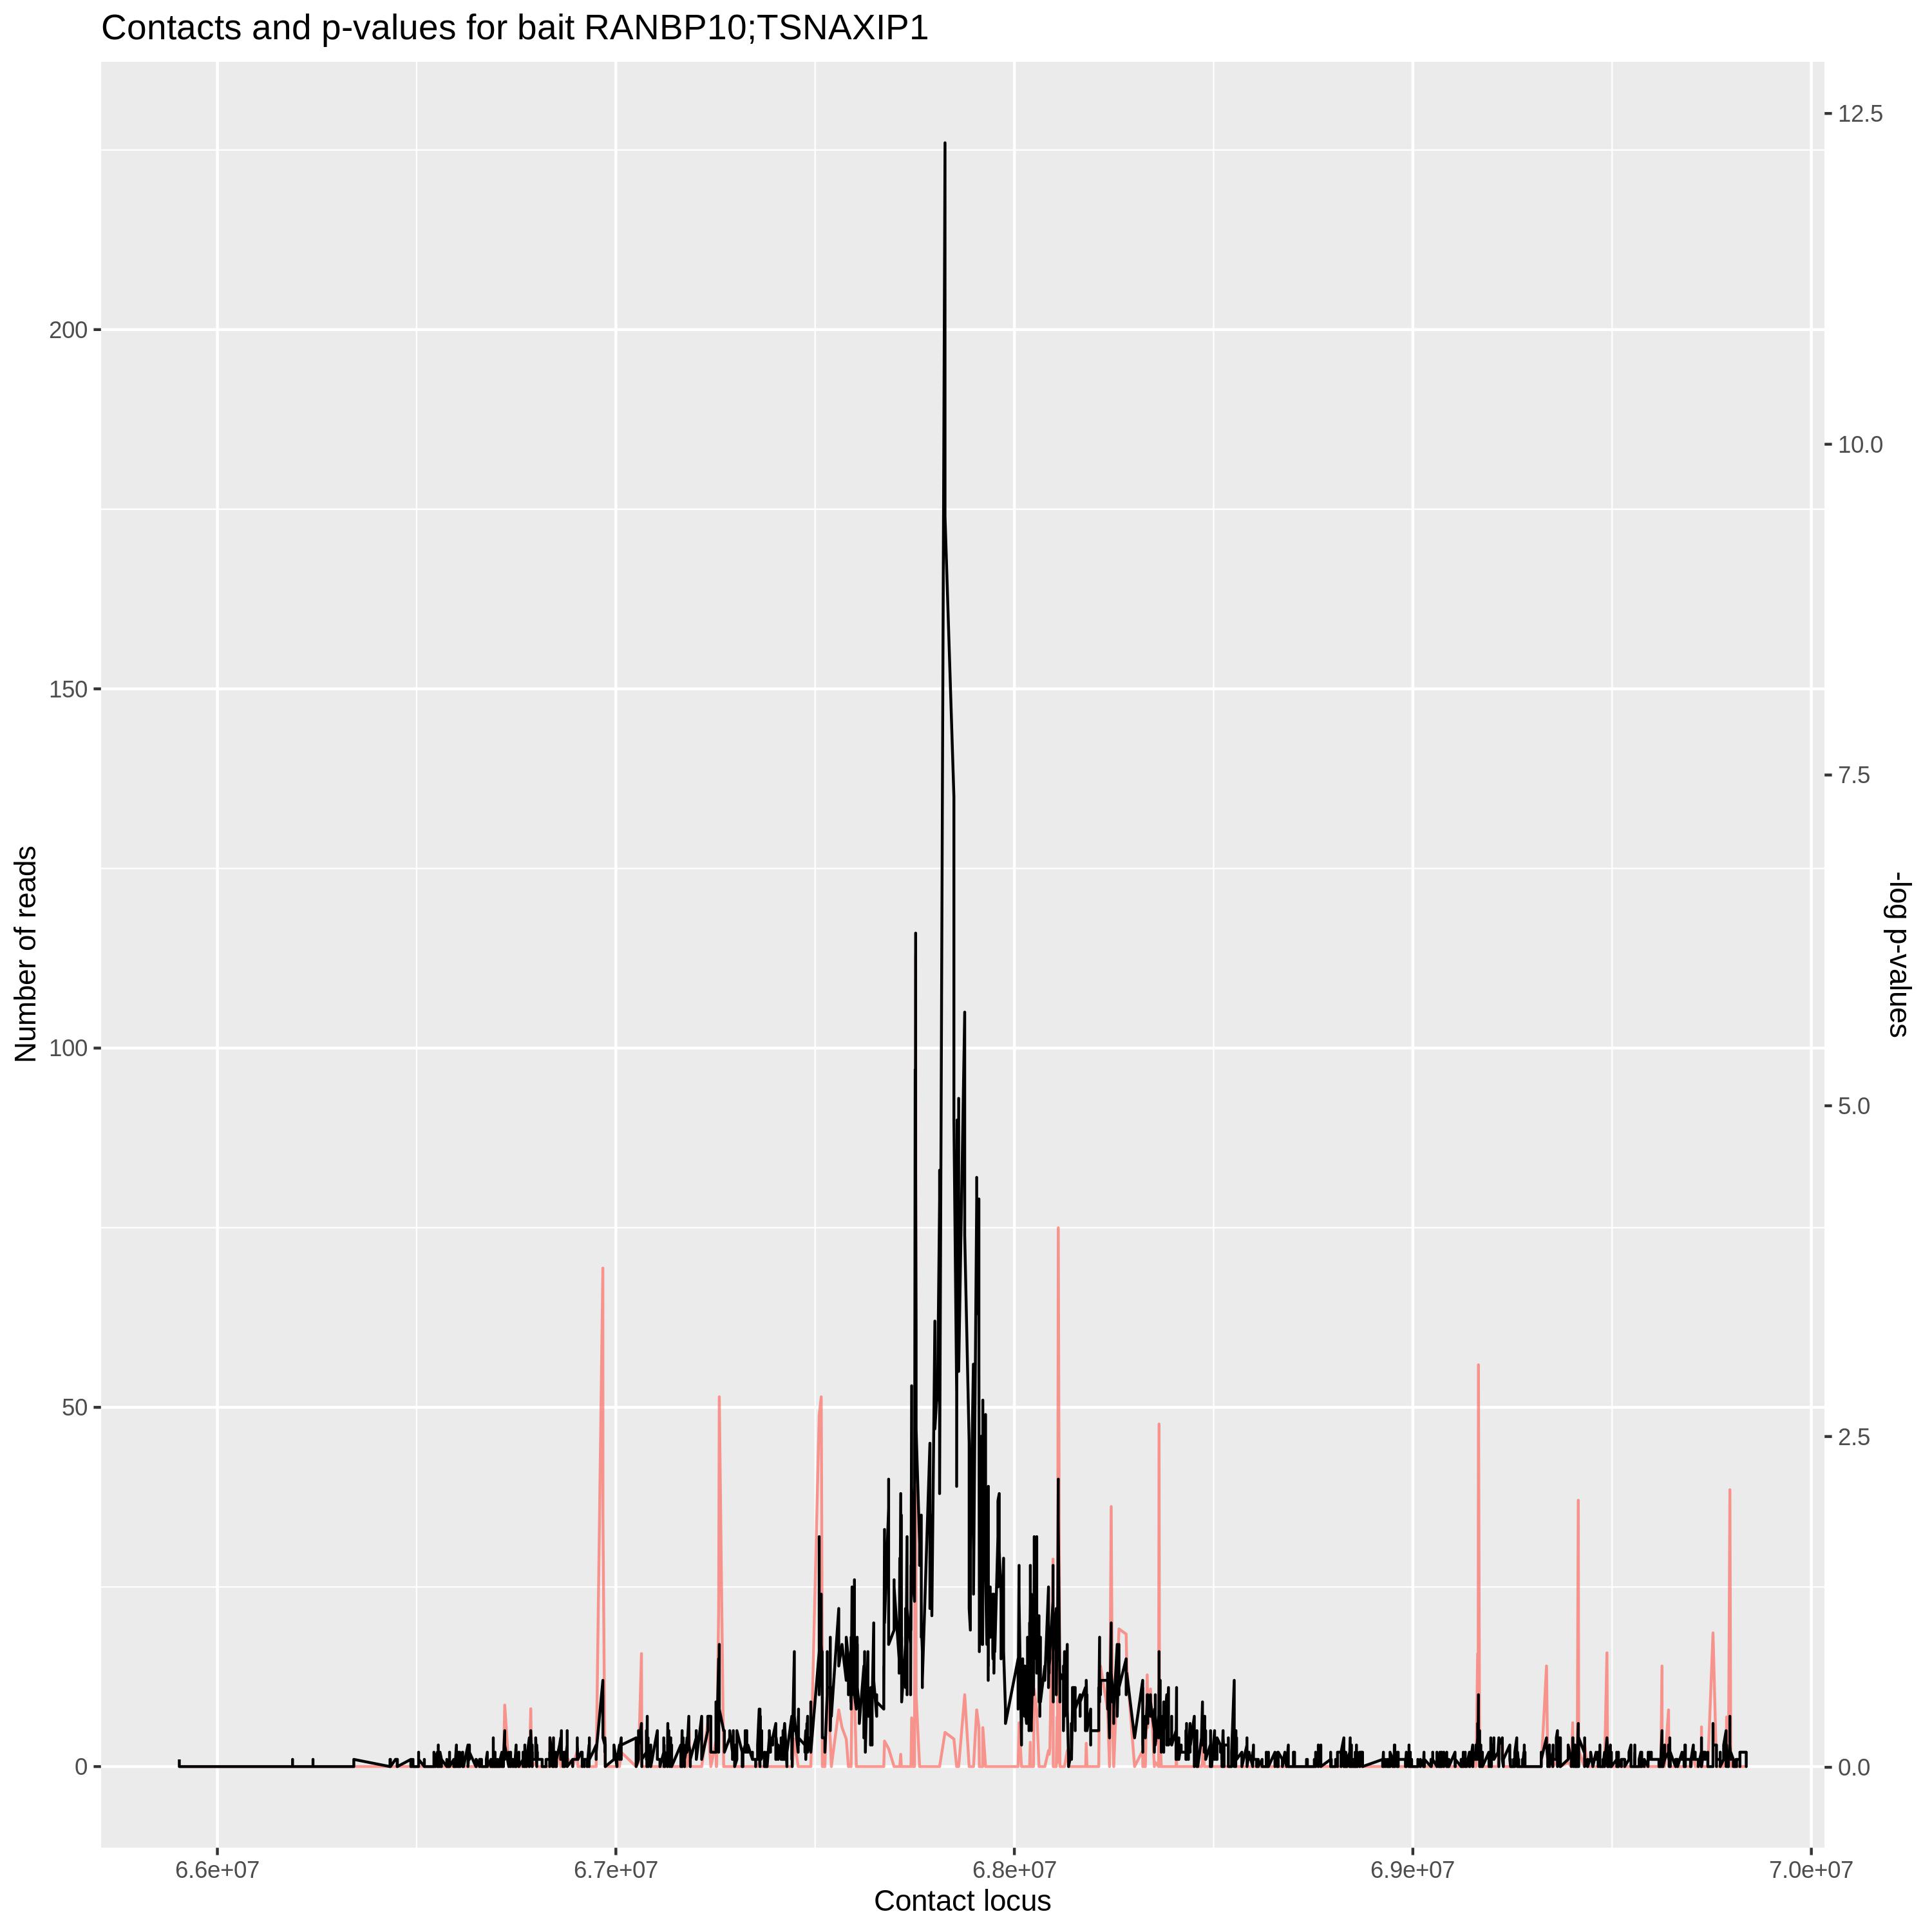 Contacts and p-values for bait RANBP10;TSNAXIP1
Number of reads
200
150
100
50
0
12.5
10.0
7.5
5.0
2.5
0.0
-log p-values
6.6e+07
6.7e+07
6.8e+07
6.9e+07
7.0e+07
Contact locus